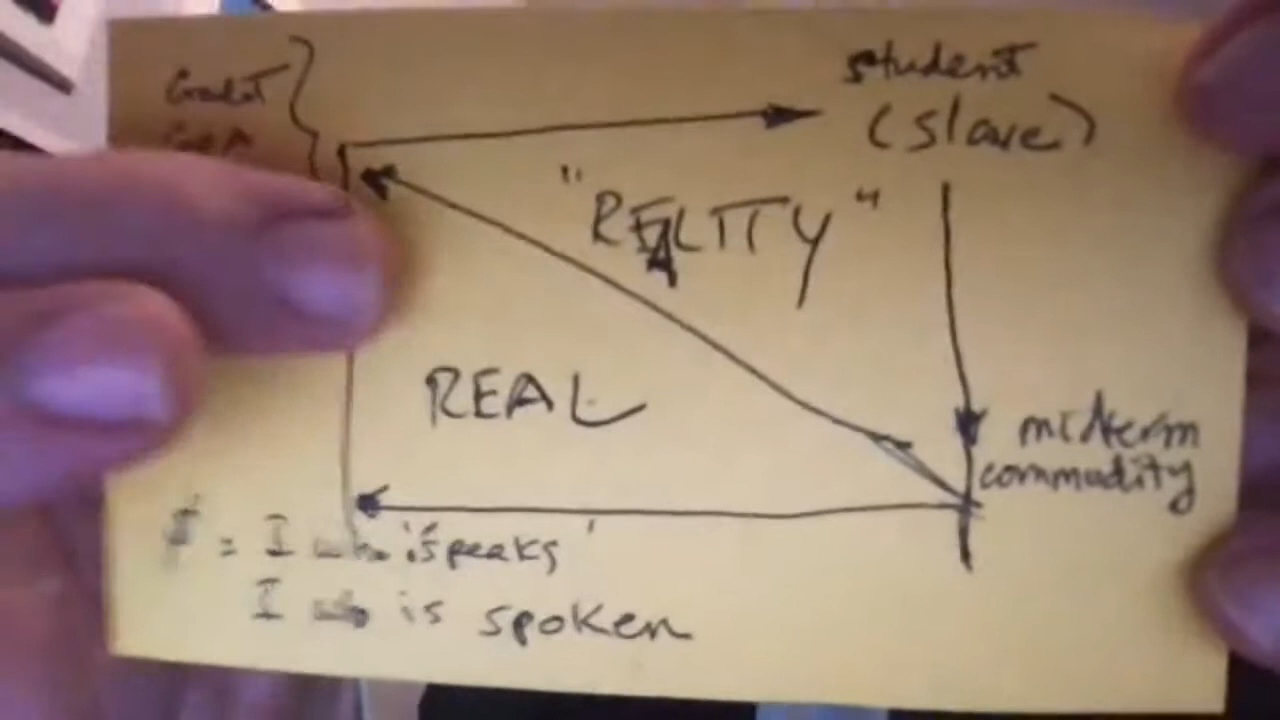 student
(slave)
"REALITY"
REAL
midterm
commodity
$ = I who 'speaks'
I who is spoken